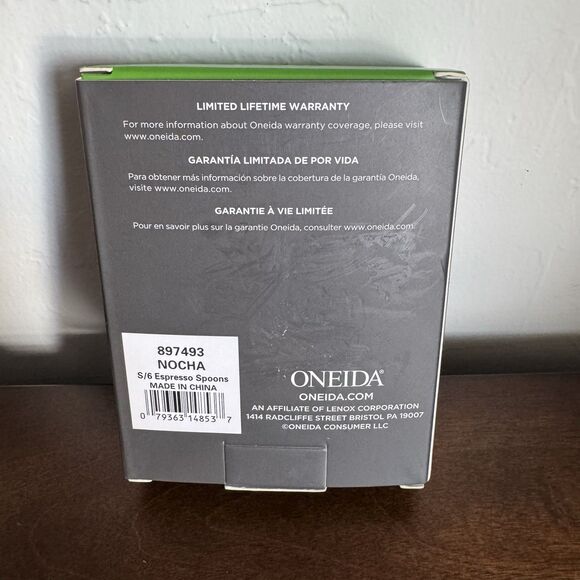 LIMITED LIFETIME WARRANTY
For more information about Oneida warranty coverage, please visit
www.oneida.com.
GARANTÍA LIMITADA DE POR VIDA
Para obtener más información sobre la cobertura de la garantía Oneida,
visite www.oneida.com.
GARANTIE À VIE LIMITÉE
Pour en savoir plus sur la garantie Oneida, consulter www.oneida.com.
897493
NOCHA
S/6 Espresso Spoons
MADE IN CHINA
0 79363 14853 7
ONEIDA®
ONEIDA.COM
AN AFFILIATE OF LENOX CORPORATION
1414 RADCLIFFE STREET BRISTOL PA 19007
©ONEIDA CONSUMER LLC